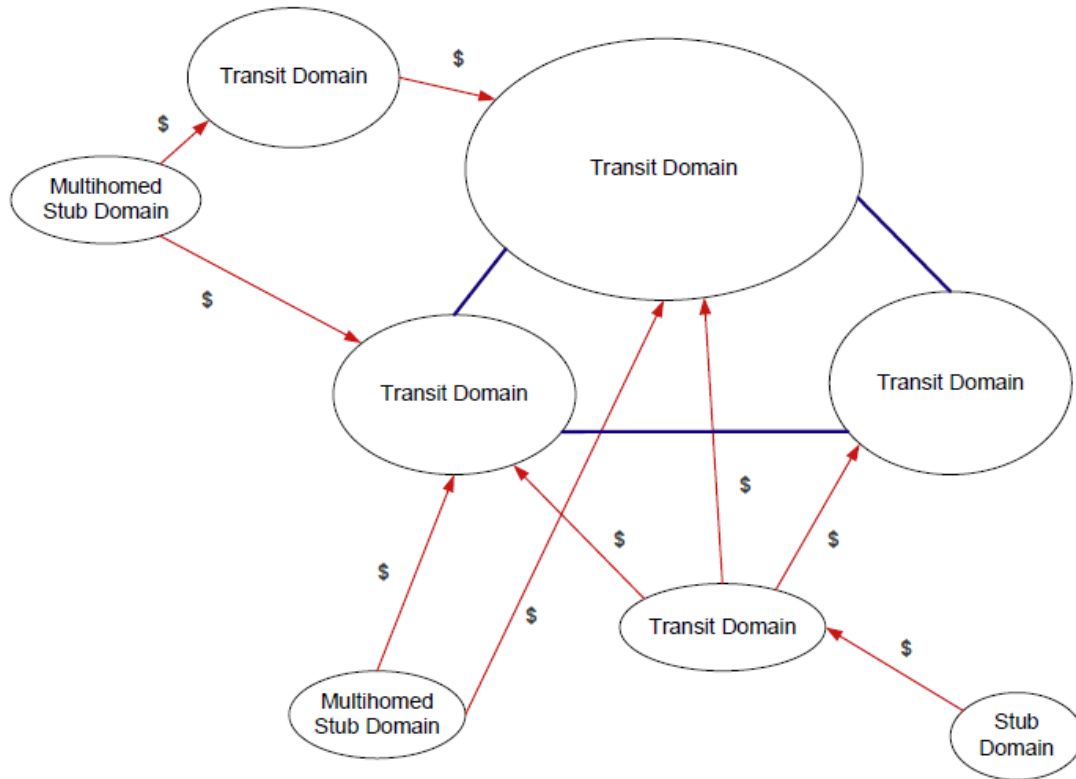 $
Transit Domain
$
Transit Domain
Multihomed
Stub Domain
$
Transit Domain
Transit Domain
$
$
$
$
$
Transit Domain
$
Multihomed
Stub Domain
$
Stub
Domain